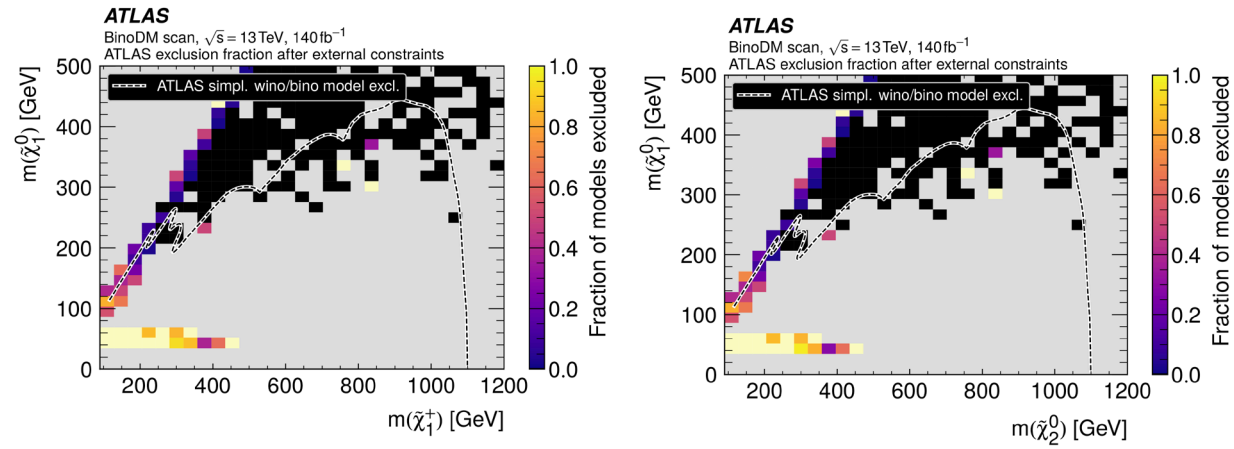 ATLAS
BinoDM scan, √s = 13 TeV, 140 fb⁻¹
ATLAS exclusion fraction after external constraints
ATLAS simpl. wino/bino model excl.
m(χ̃₁⁰) [GeV]
500
400
300
200
100
0
200 400 600 800 1000 1200
m(χ̃₁⁺) [GeV]
1.0
0.8
0.6
0.4
0.2
0.0
Fraction of models excluded
ATLAS
BinoDM scan, √s = 13 TeV, 140 fb⁻¹
ATLAS exclusion fraction after external constraints
ATLAS simpl. wino/bino model excl.
m(χ̃₁⁰) [GeV]
500
400
300
200
100
0
200 400 600 800 1000 1200
m(χ̃₂⁰) [GeV]
1.0
0.8
0.6
0.4
0.2
0.0
Fraction of models excluded